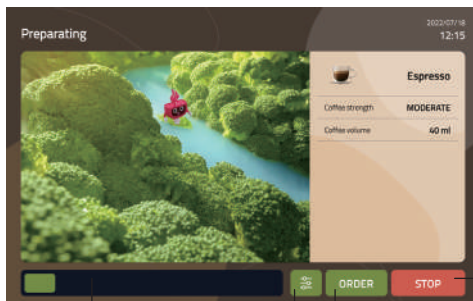 Preparating
2022/07/18
12:15
Espresso
Coffee strength MODERATE
Coffee volume 40 ml
ORDER
STOP